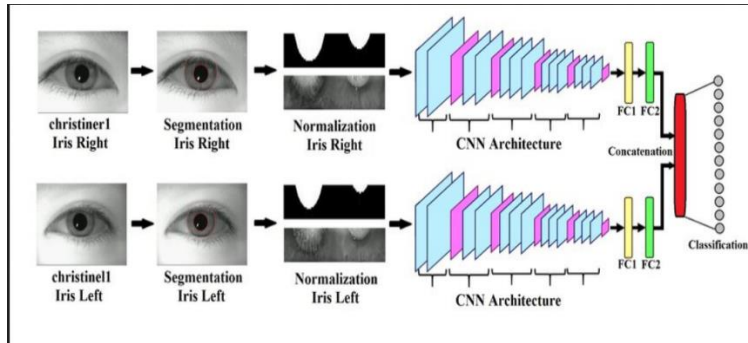 christiner1
Iris Right
Segmentation
Iris Right
Normalization
Iris Right
CNN Architecture
FC1 FC2
Concatenation
christinel1
Iris Left
Segmentation
Iris Left
Normalization
Iris Left
CNN Architecture
FC1 FC2
Classification